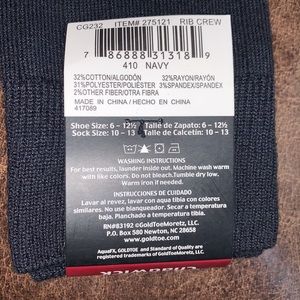 CG232 ITEM# 275121 RIB CREW
7 86888 31318 9
410 NAVY
32%COTTON/ALGODÓN 32%RAYON/RAYÓN
31%POLYESTER/POLIÉSTER 3%SPANDEX/SPANDEX
2%OTHER FIBER/OTRA FIBRA
MADE IN CHINA / HECHO EN CHINA
417089
Shoe Size: 6 - 12½ Talle de Zapato: 6 - 12½
Sock Size: 10 - 13 Talle de Calcetín: 10 - 13
WASHING INSTRUCTIONS
For best results, launder inside out. Machine wash warm
with like colors. Do not bleach. Tumble dry low.
Warm iron if needed.
INSTRUCCIONES DE CUIDADO
Lavar al revez, lavar con agua tibia con colores
similares. No use blanqueador. Secar a temperatura
baja. Planchar a temperatura tibia
si es necesario.
RN#83192 ©GoldToeMoretz, LLC
P.O. Box 580 Newton, NC 28658
www.goldtoe.com
AquaFX, GOLDTOE and Standard of Quality are
registered trademarks of GoldToeMoretz, LLC.